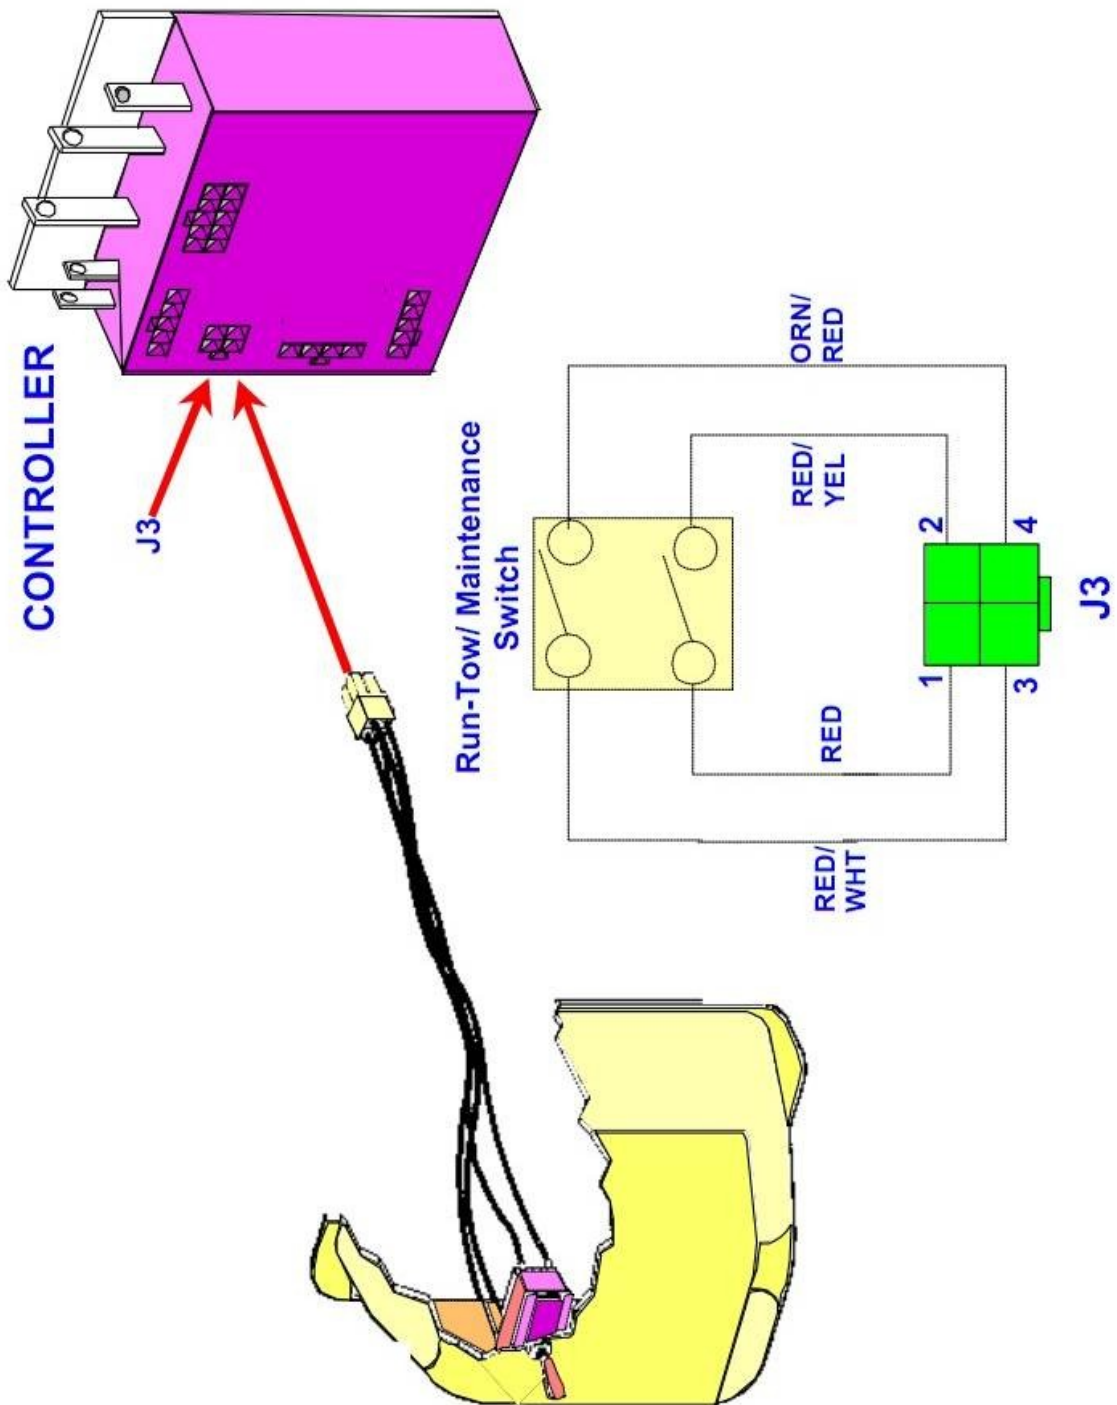 CONTROLLER
J3
Run-Tow/ Maintenance
Switch
ORN/
RED
RED/
YEL
RED
RED/
WHT
1
2
3
4
J3